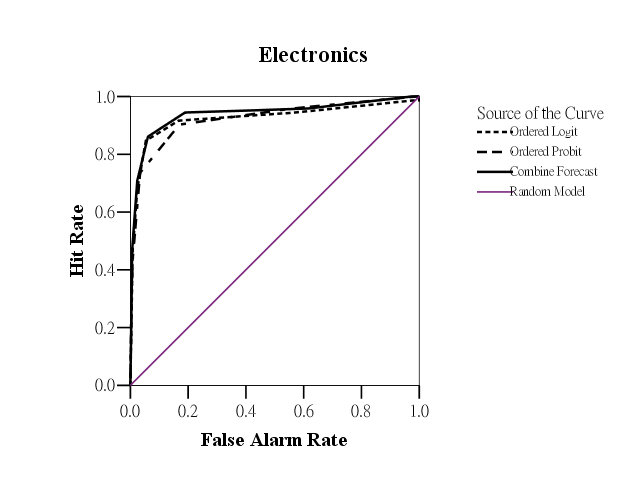 Electronics
1.0
0.8
0.6
0.4
0.2
0.0
Hit Rate
0.0 0.2 0.4 0.6 0.8 1.0
False Alarm Rate
Source of the Curve
Ordered Logit
Ordered Probit
Combine Forecast
Random Model